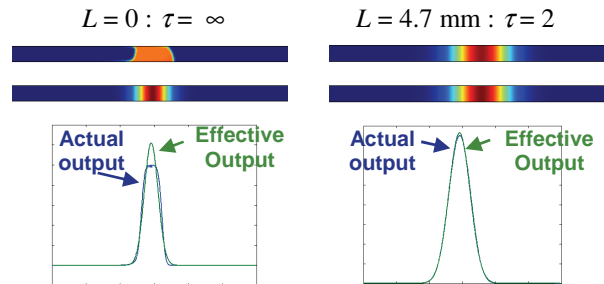 L = 0 : τ = ∞
L = 4.7 mm : τ = 2
Actual
output
Effective
Output
Actual
output
Effective
Output